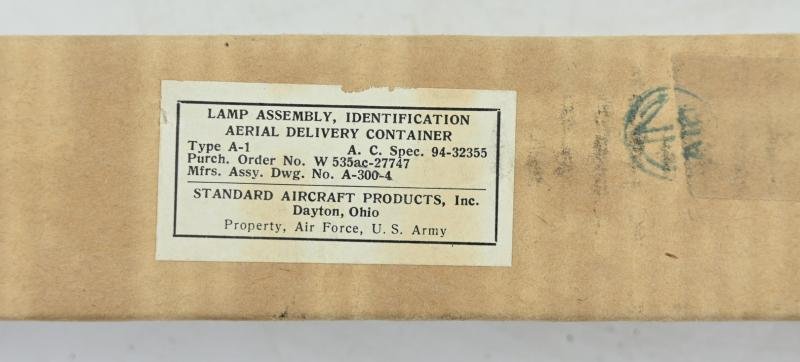 LAMP ASSEMBLY, IDENTIFICATION
AERIAL DELIVERY CONTAINER
Type A-1 A. C. Spec. 94-32355
Purch. Order No. W 535ac-27747
Mfrs. Assy. Dwg. No. A-300-4
STANDARD AIRCRAFT PRODUCTS, Inc.
Dayton, Ohio
Property, Air Force, U. S. Army